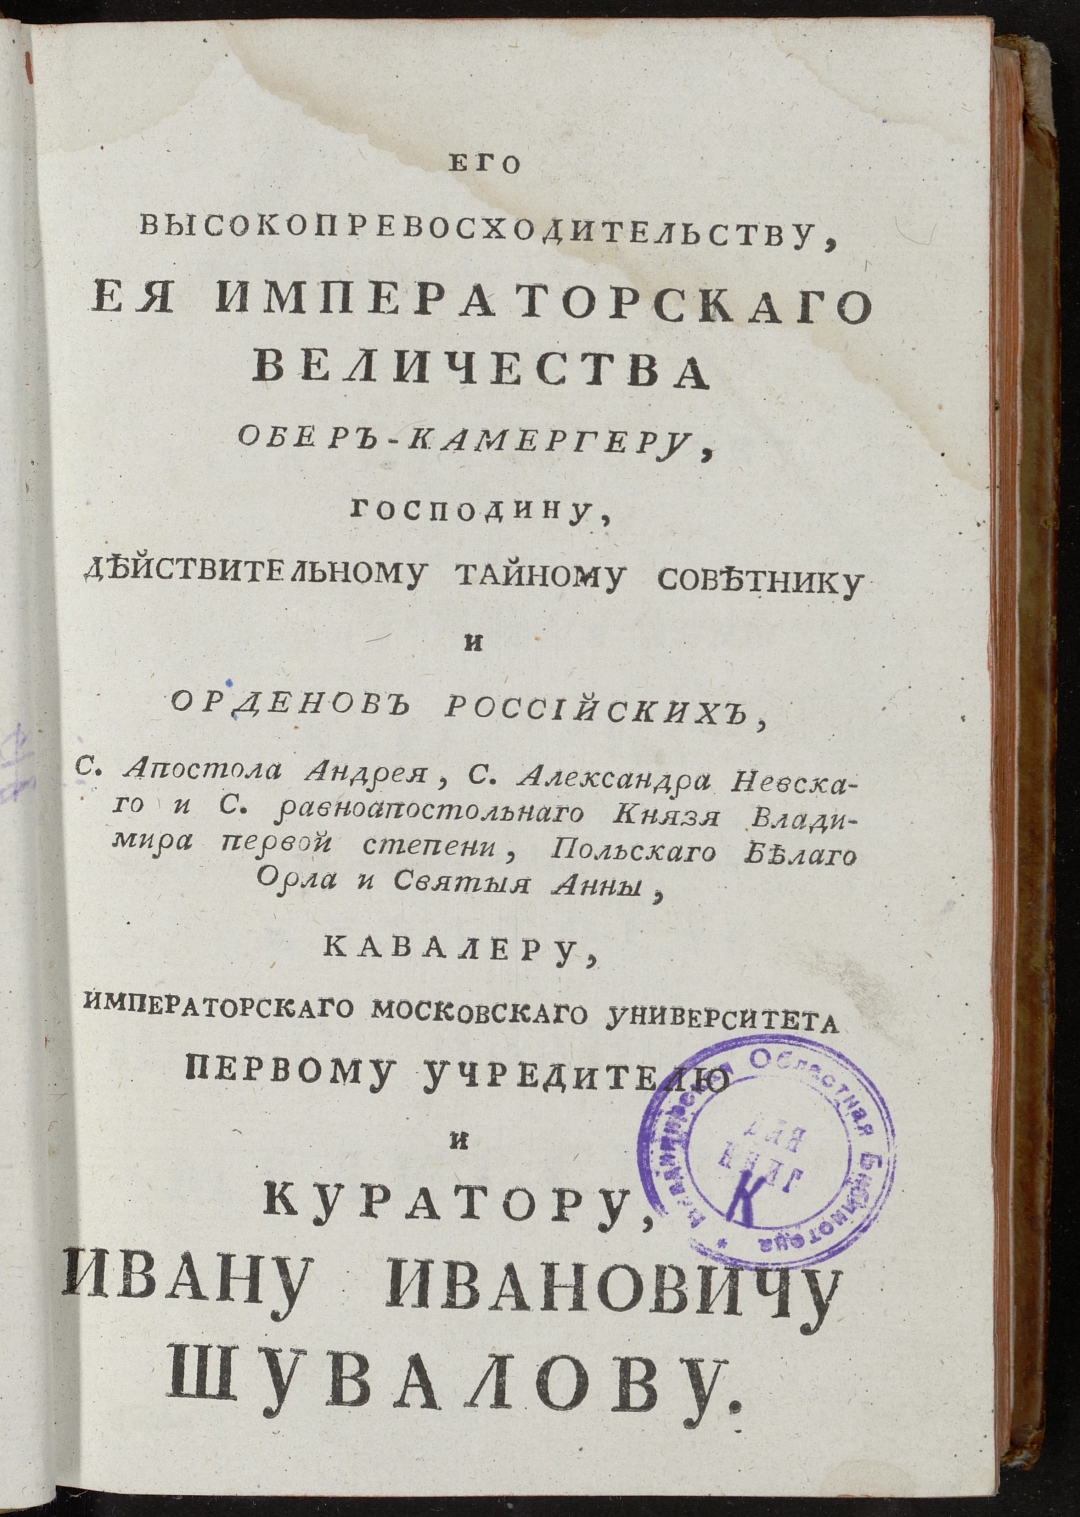 ЕГО
ВЫСОКОПРЕВОСХОДИТЕЛЬСТВУ,
ЕЯ ИМПЕРАТОРСКАГО
ВЕЛИЧЕСТВА
ОБЕРЪ-КАМЕРГЕРУ,
ГОСПОДИНУ,
ДѢЙСТВИТЕЛЬНОМУ ТАЙНОМУ СОВѢТНИКУ
И
ОРДЕНОВЪ РОССІЙСКИХЪ,
С. Апостола Андрея, С. Александра Невска-
го и С. равноапостольнаго Князя Влади-
мира первой степени, Польскаго Бѣлаго
Орла и Святыя Анны,
КАВАЛЕРУ,
ИМПЕРАТОРСКАГО МОСКОВСКАГО УНИВЕРСИТЕТА
ПЕРВОМУ УЧРЕДИТЕЛЮ
И
КУРАТОРУ,
ИВАНУ ИВАНОВИЧУ
ШУВАЛОВУ.
Областная Библиотека
К